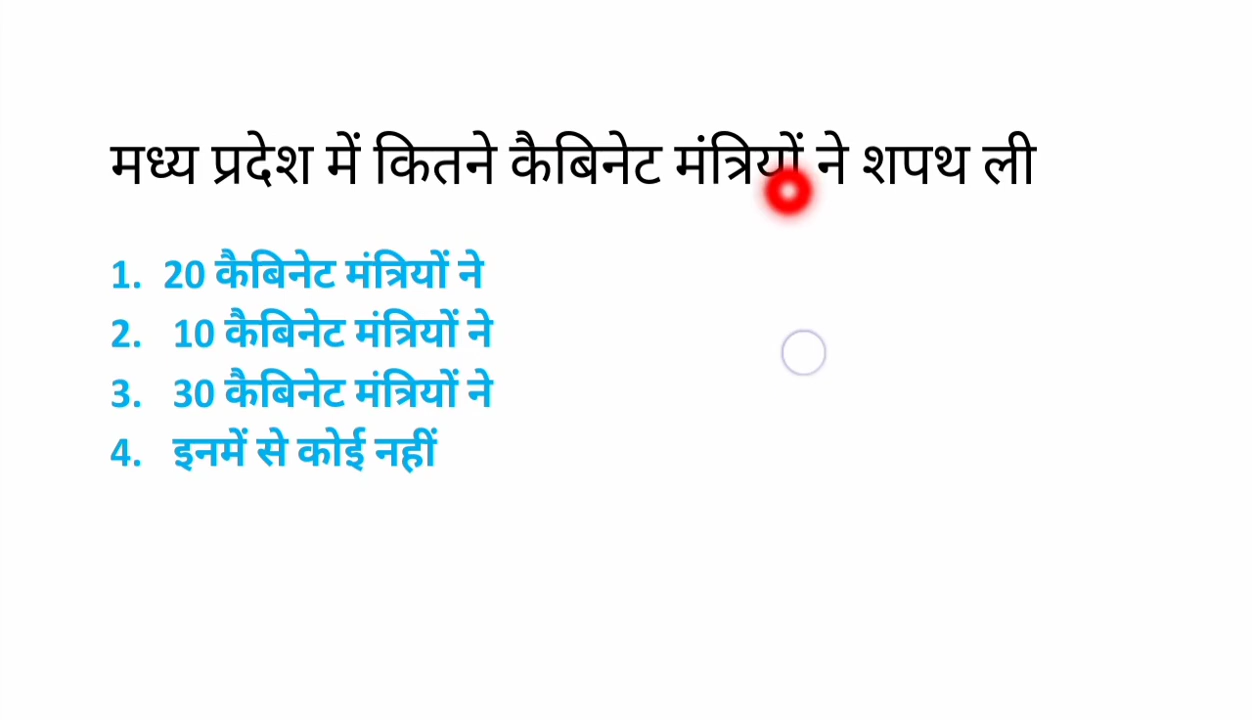 मध्य प्रदेश में कितने कैबिनेट मंत्रियों ने शपथ ली
1. 20 कैबिनेट मंत्रियों ने
2. 10 कैबिनेट मंत्रियों ने
3. 30 कैबिनेट मंत्रियों ने
4. इनमें से कोई नहीं